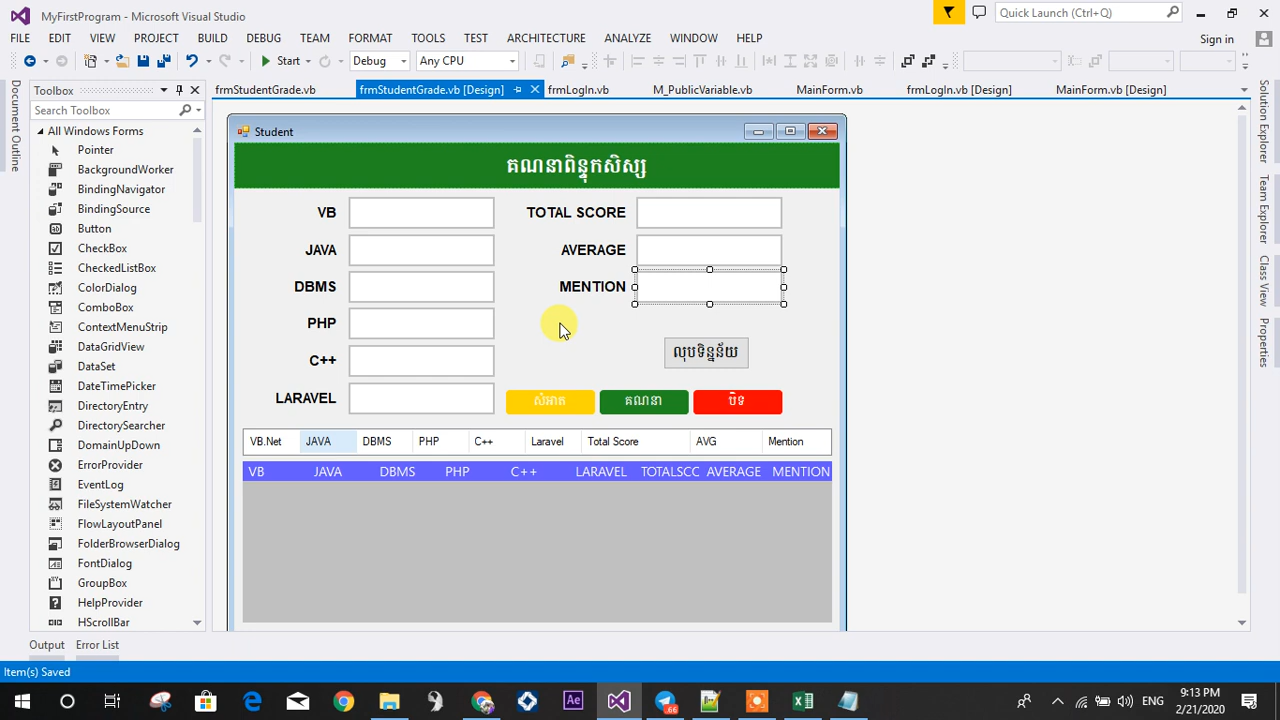 MyFirstProgram - Microsoft Visual Studio
Quick Launch (Ctrl+Q)
FILE EDIT VIEW PROJECT BUILD DEBUG TEAM FORMAT TOOLS TEST ARCHITECTURE ANALYZE WINDOW HELP
Sign in
Start Debug Any CPU
Document Outline
Toolbox
frmStudentGrade.vb frmStudentGrade.vb [Design] frmLogIn.vb M_PublicVariable.vb MainForm.vb frmLogIn.vb [Design] MainForm.vb [Design]
Search Toolbox
All Windows Forms
Pointer
BackgroundWorker
BindingNavigator
BindingSource
Button
CheckBox
CheckedListBox
ColorDialog
ComboBox
ContextMenuStrip
DataGridView
DataSet
DateTimePicker
DirectoryEntry
DirectorySearcher
DomainUpDown
ErrorProvider
EventLog
FileSystemWatcher
FlowLayoutPanel
FolderBrowserDialog
FontDialog
GroupBox
HelpProvider
HScrollBar
Student
គណនាពិន្ទុកសិស្ស
VB TOTAL SCORE
JAVA AVERAGE
DBMS MENTION
PHP
C++ លុបទិន្នន័យ
LARAVEL សំអាត គណនា បិទ
VB.Net JAVA DBMS PHP C++ Laravel Total Score AVG Mention
VB JAVA DBMS PHP C++ LARAVEL TOTALSCC AVERAGE MENTION
Solution Explorer
Team Explorer
Class View
Properties
Output Error List
Item(s) Saved
Ae
66
ENG
9:13 PM
2/21/2020